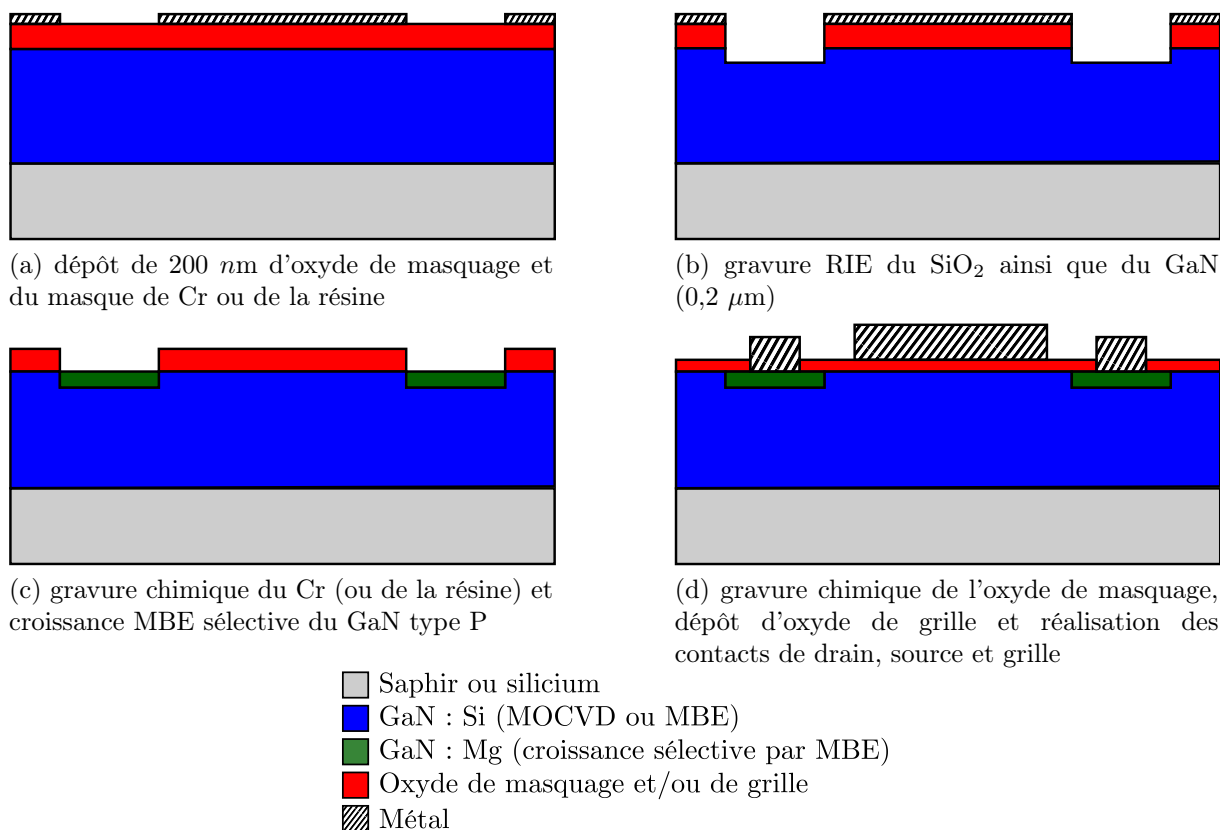 (a) dépôt de 200 nm d'oxyde de masquage et
du masque de Cr ou de la résine
(b) gravure RIE du SiO₂ ainsi que du GaN
(0,2 μm)
(c) gravure chimique du Cr (ou de la résine) et
croissance MBE sélective du GaN type P
(d) gravure chimique de l'oxyde de masquage,
dépôt d'oxyde de grille et réalisation des
contacts de drain, source et grille
Saphir ou silicium
GaN : Si (MOCVD ou MBE)
GaN : Mg (croissance sélective par MBE)
Oxyde de masquage et/ou de grille
Métal